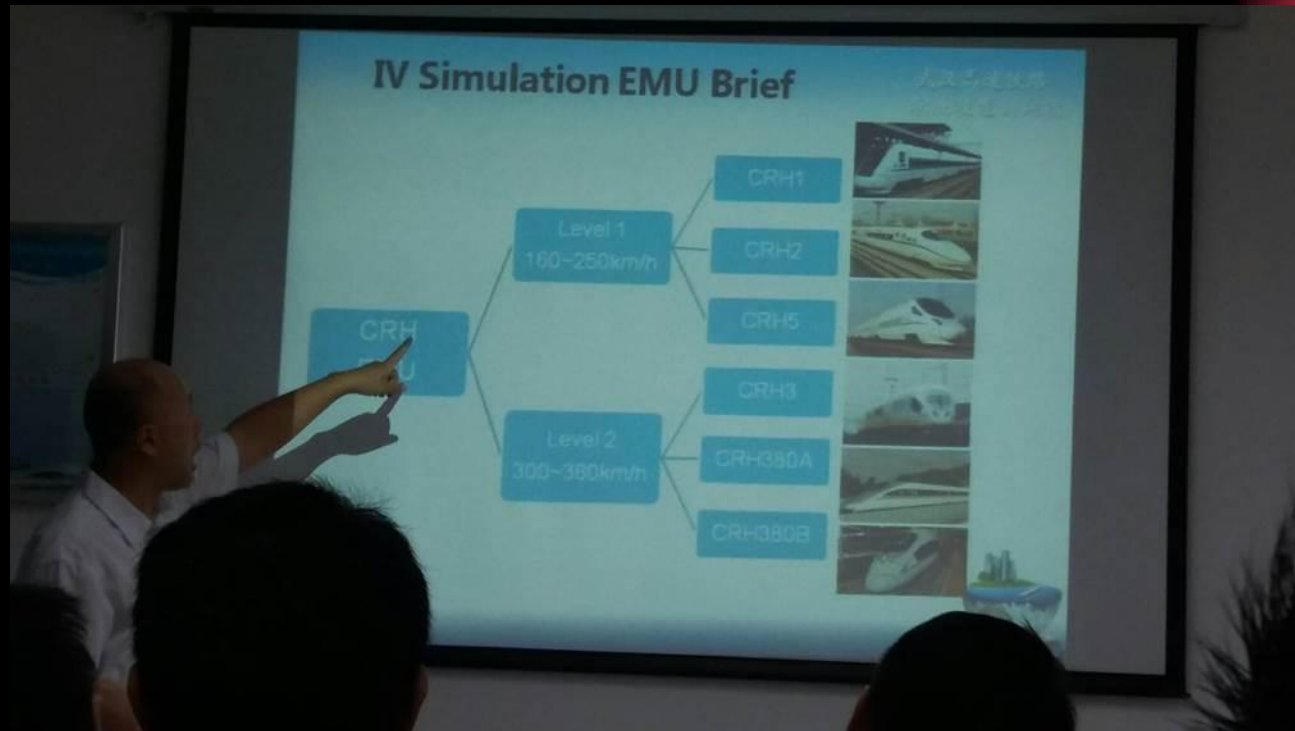 IV Simulation EMU Brief
CRH
Level 1
160~250km/h
CRH1
CRH2
CRH5
Level 2
300~380km/h
CRH3
CRH380A
CRH380B